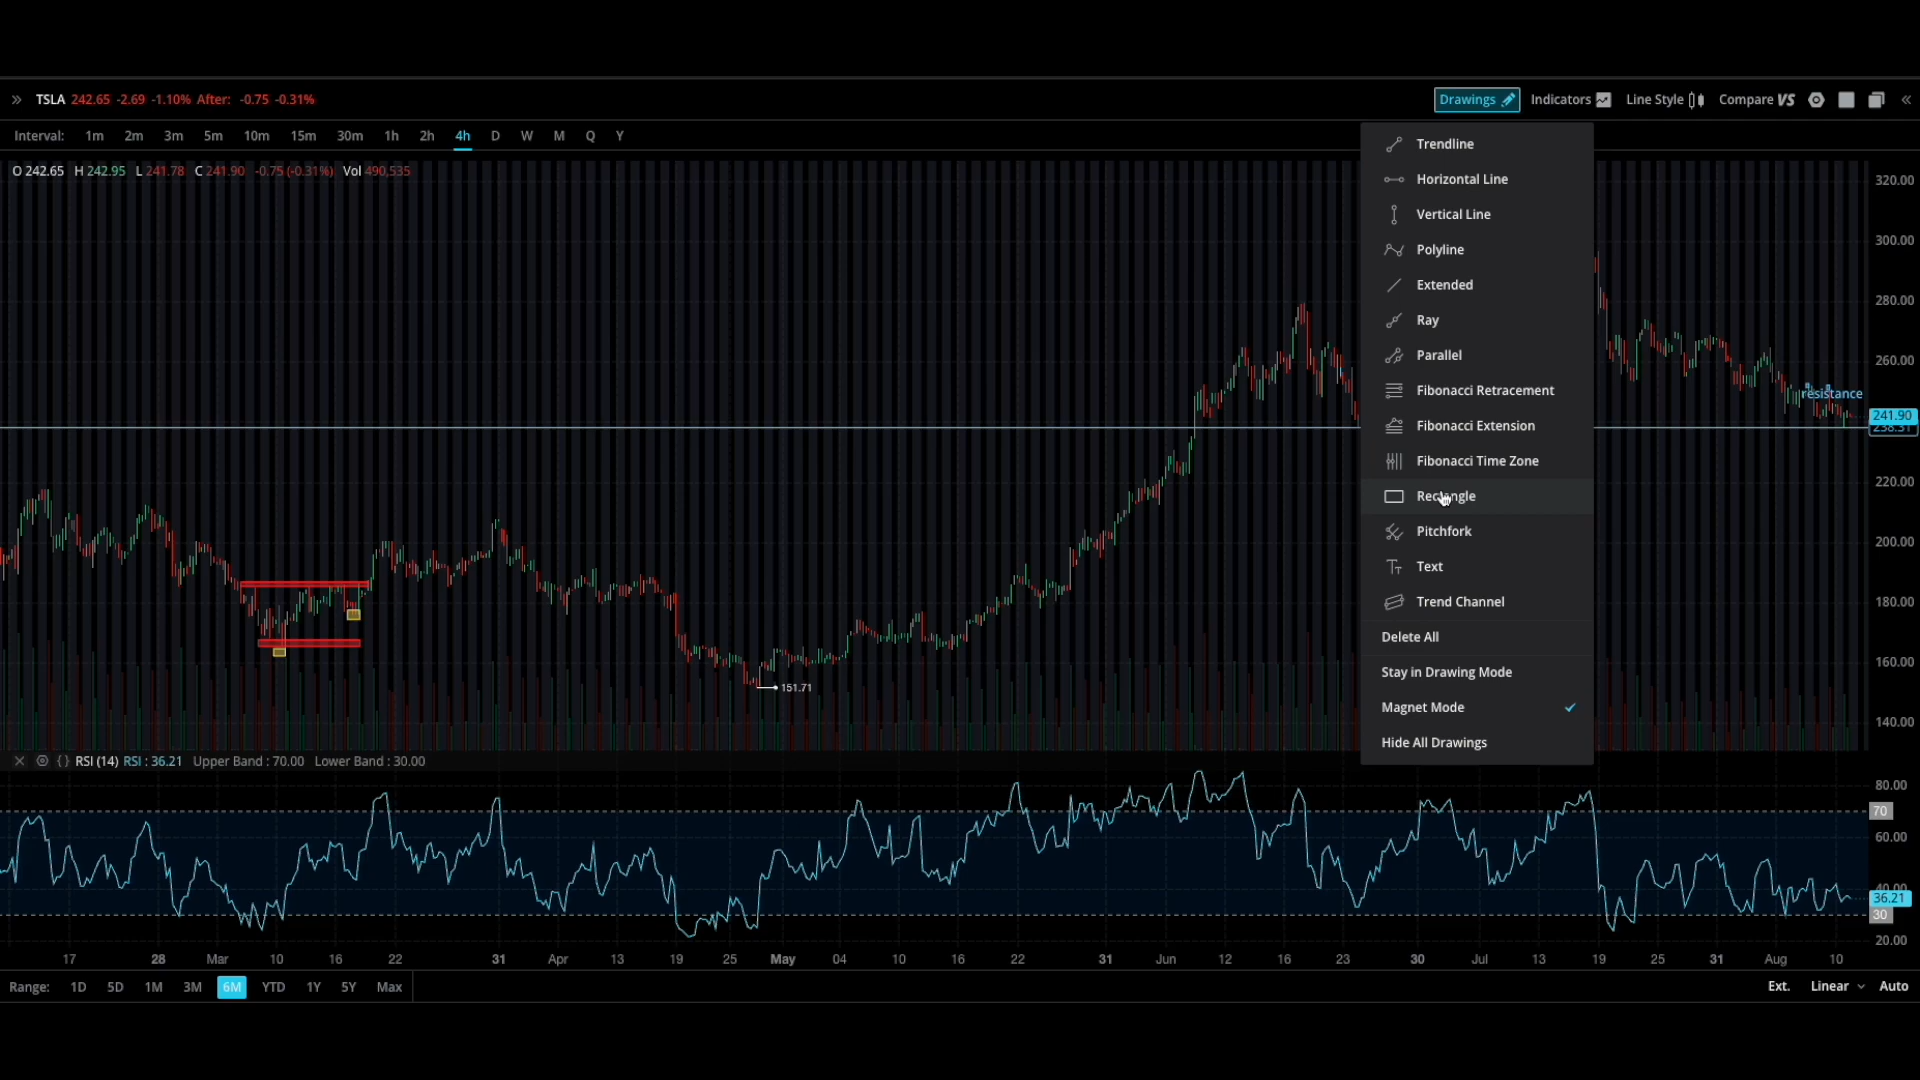 TSLA 242.65 -2.69 -1.10% After: -0.75 -0.31%
Drawings Indicators Line Style Compare VS
Interval: 1m 2m 3m 5m 10m 15m 30m 1h 2h 4h D W M Q Y
O 242.65 H 242.95 L 241.78 C 241.90 -0.75 (-0.31%) Vol 490,535
Trendline
Horizontal Line
Vertical Line
Polyline
Extended
Ray
Parallel
Fibonacci Retracement
Fibonacci Extension
Fibonacci Time Zone
Rectangle
Pitchfork
Text
Trend Channel
Delete All
Stay in Drawing Mode
Magnet Mode
Hide All Drawings
320.00
300.00
280.00
260.00
resistance
241.90
238.31
220.00
200.00
180.00
160.00
140.00
151.71
RSI (14) RSI : 36.21 Upper Band : 70.00 Lower Band : 30.00
80.00
70
60.00
40.00
36.21
30
20.00
17 28 Mar 10 16 22 31 Apr 13 19 25 May 04 10 16 22 31 Jun 12 16 23 30 Jul 13 19 25 31 Aug 10
Range: 1D 5D 1M 3M 6M YTD 1Y 5Y Max
Ext. Linear Auto